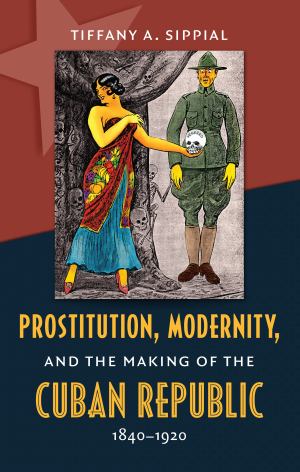 TIFFANY A. SIPPIAL
PROSTITUTION, MODERNITY,
AND THE MAKING OF THE
CUBAN REPUBLIC
1840–1920